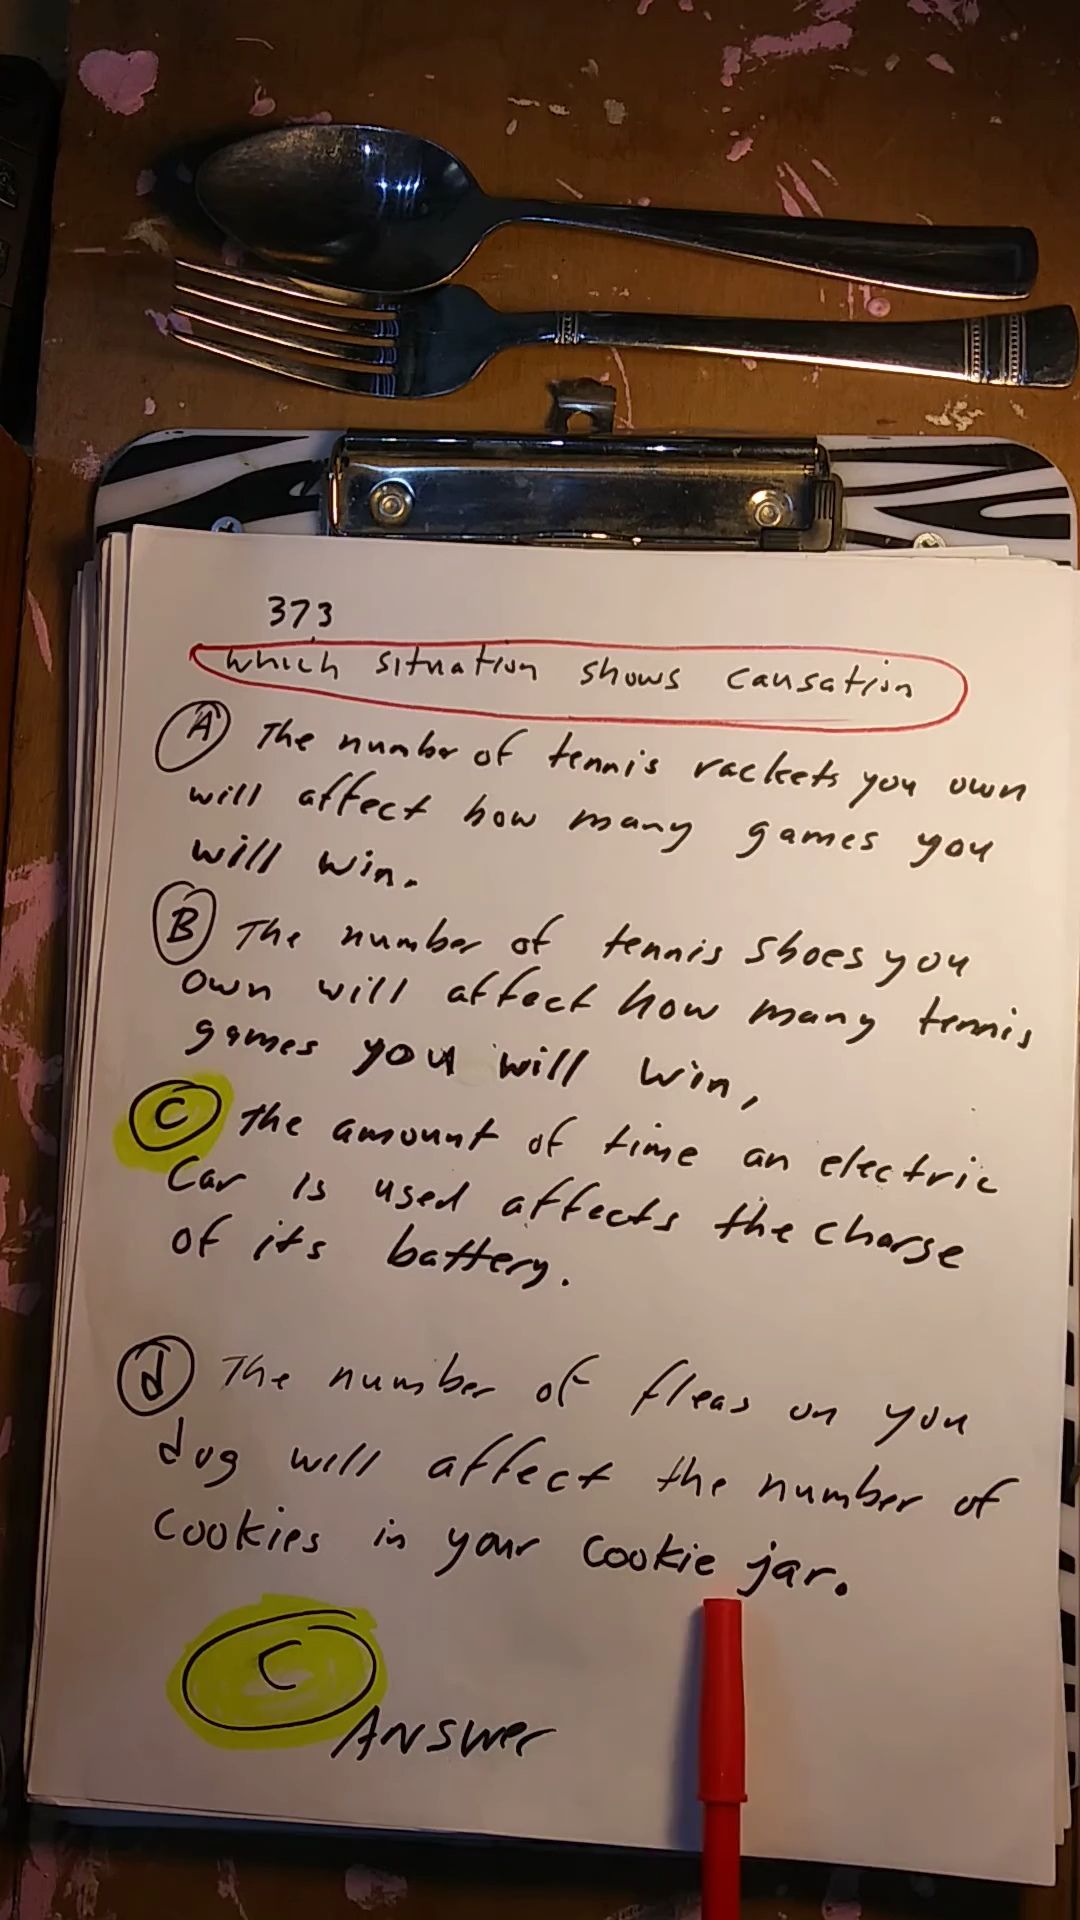 373
which situation shows causation
A The number of tennis rackets you own
will affect how many games you
will win.
B The number of tennis shoes you
own will affect how many tennis
games you will win,
C The amount of time an electric
Car is used affects the charge
of its battery.
d The number of fleas on you
dog will affect the number of
cookies in your cookie jar.
C
Answer